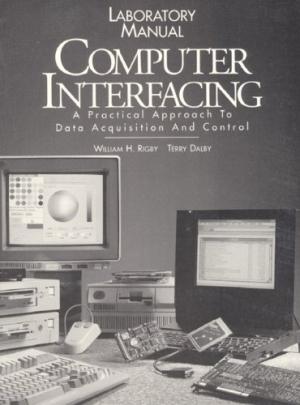 LABORATORY
MANUAL
COMPUTER
INTERFACING
A Practical Approach To
Data Acquisition And Control
WILLIAM H. RIGBY TERRY DALBY